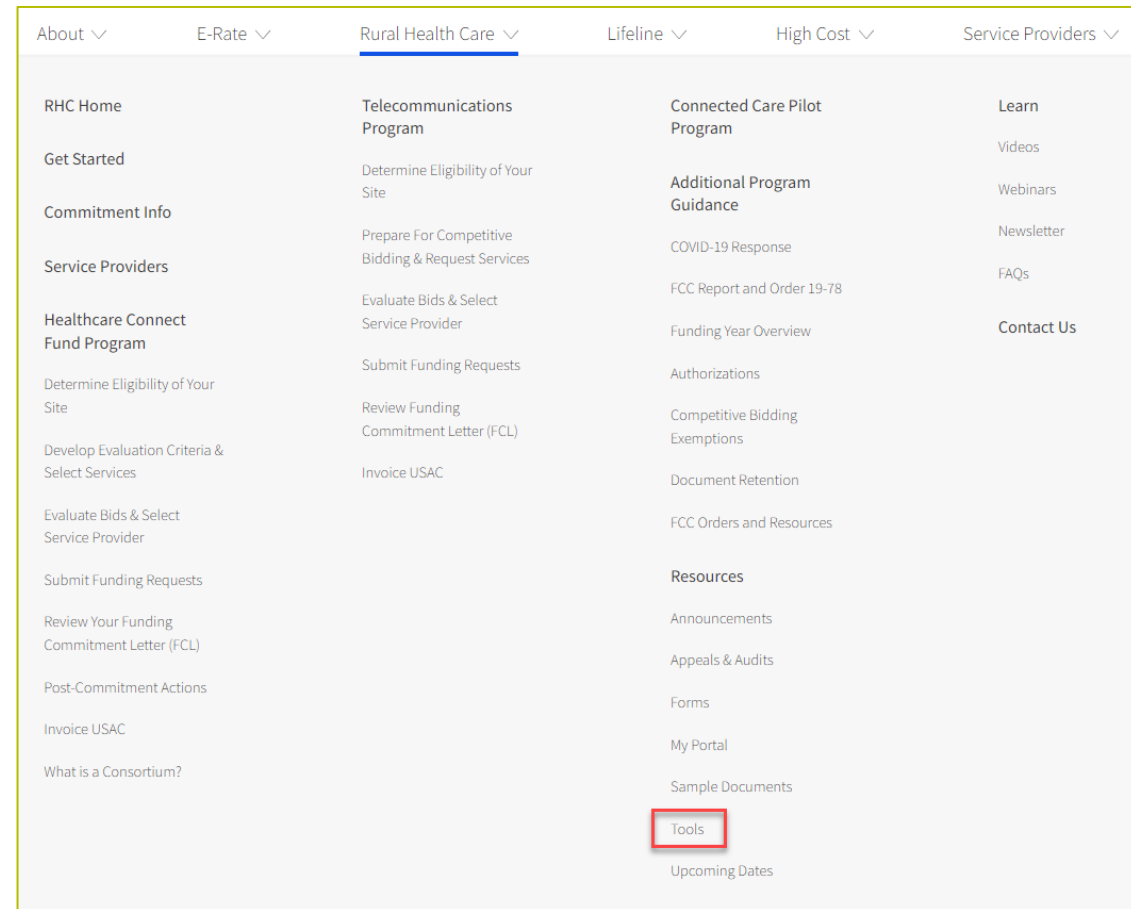 About
E-Rate
Rural Health Care
Lifeline
High Cost
Service Providers
RHC Home
Get Started
Commitment Info
Service Providers
Healthcare Connect
Fund Program
Determine Eligibility of Your
Site
Develop Evaluation Criteria &
Select Services
Evaluate Bids & Select
Service Provider
Submit Funding Requests
Review Your Funding
Commitment Letter (FCL)
Post-Commitment Actions
Invoice USAC
What is a Consortium?
Telecommunications
Program
Determine Eligibility of Your
Site
Prepare For Competitive
Bidding & Request Services
Evaluate Bids & Select
Service Provider
Submit Funding Requests
Review Funding
Commitment Letter (FCL)
Invoice USAC
Connected Care Pilot
Program
Additional Program
Guidance
COVID-19 Response
FCC Report and Order 19-78
Funding Year Overview
Authorizations
Competitive Bidding
Exemptions
Document Retention
FCC Orders and Resources
Resources
Announcements
Appeals & Audits
Forms
My Portal
Sample Documents
Tools
Upcoming Dates
Learn
Videos
Webinars
Newsletter
FAQs
Contact Us